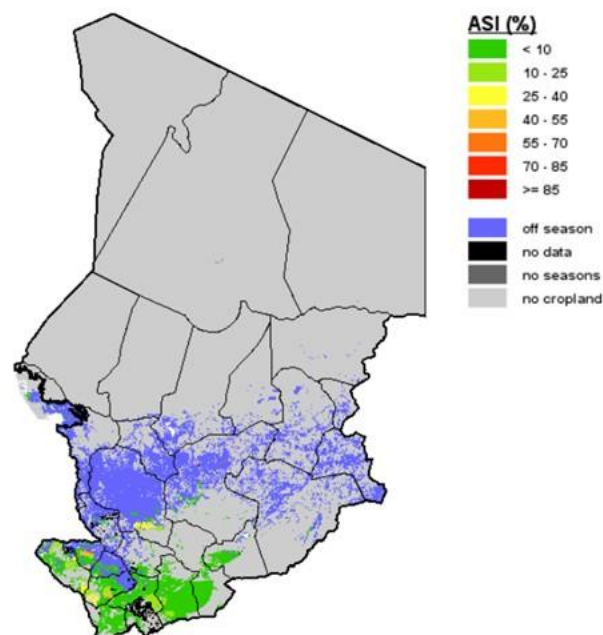 ASI (%)
< 10
10 - 25
25 - 40
40 - 55
55 - 70
70 - 85
>= 85
off season
no data
no seasons
no cropland